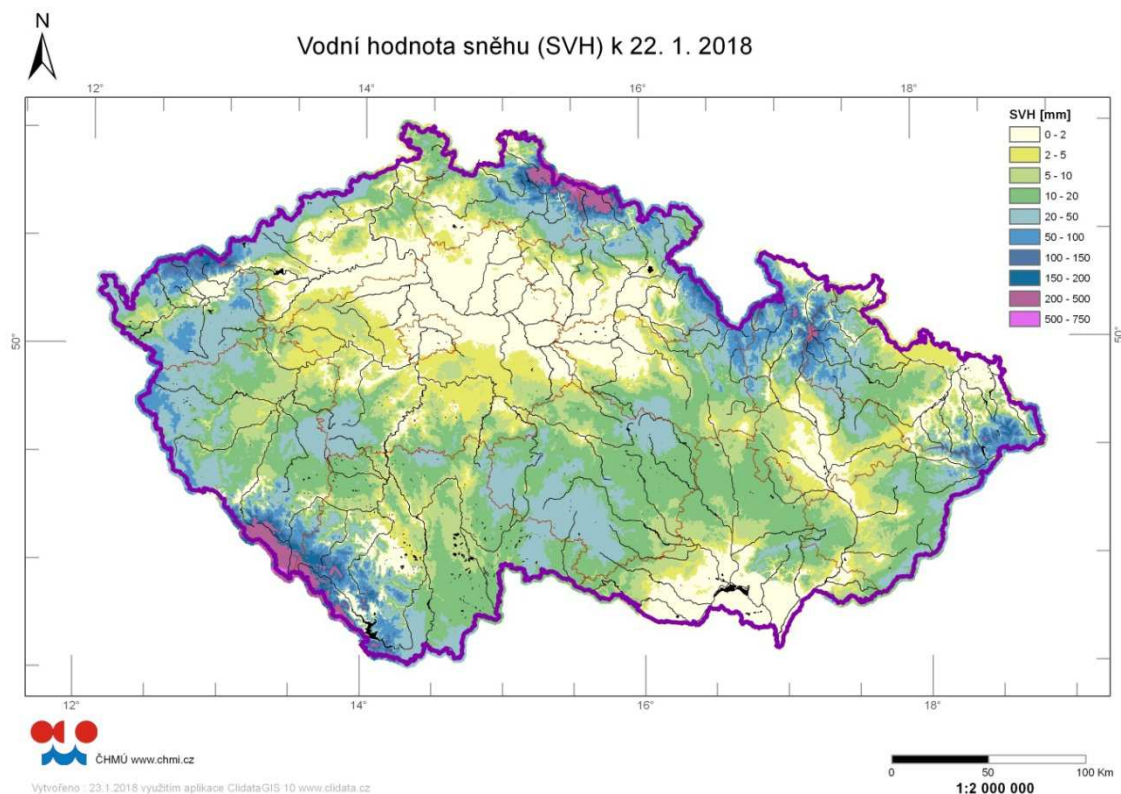 N
Vodní hodnota sněhu (SVH) k 22. 1. 2018
12° 14° 16° 18°
SVH [mm]
0 - 2
2 - 5
5 - 10
10 - 20
20 - 50
50 - 100
100 - 150
150 - 200
200 - 500
500 - 750
50° 50°
12° 14° 16° 18°
ČHMÚ www.chmi.cz
0 50 100 Km
1:2 000 000
Vytvořeno : 23.1.2018 využitím aplikace ClidataGIS 10 www.clidata.cz